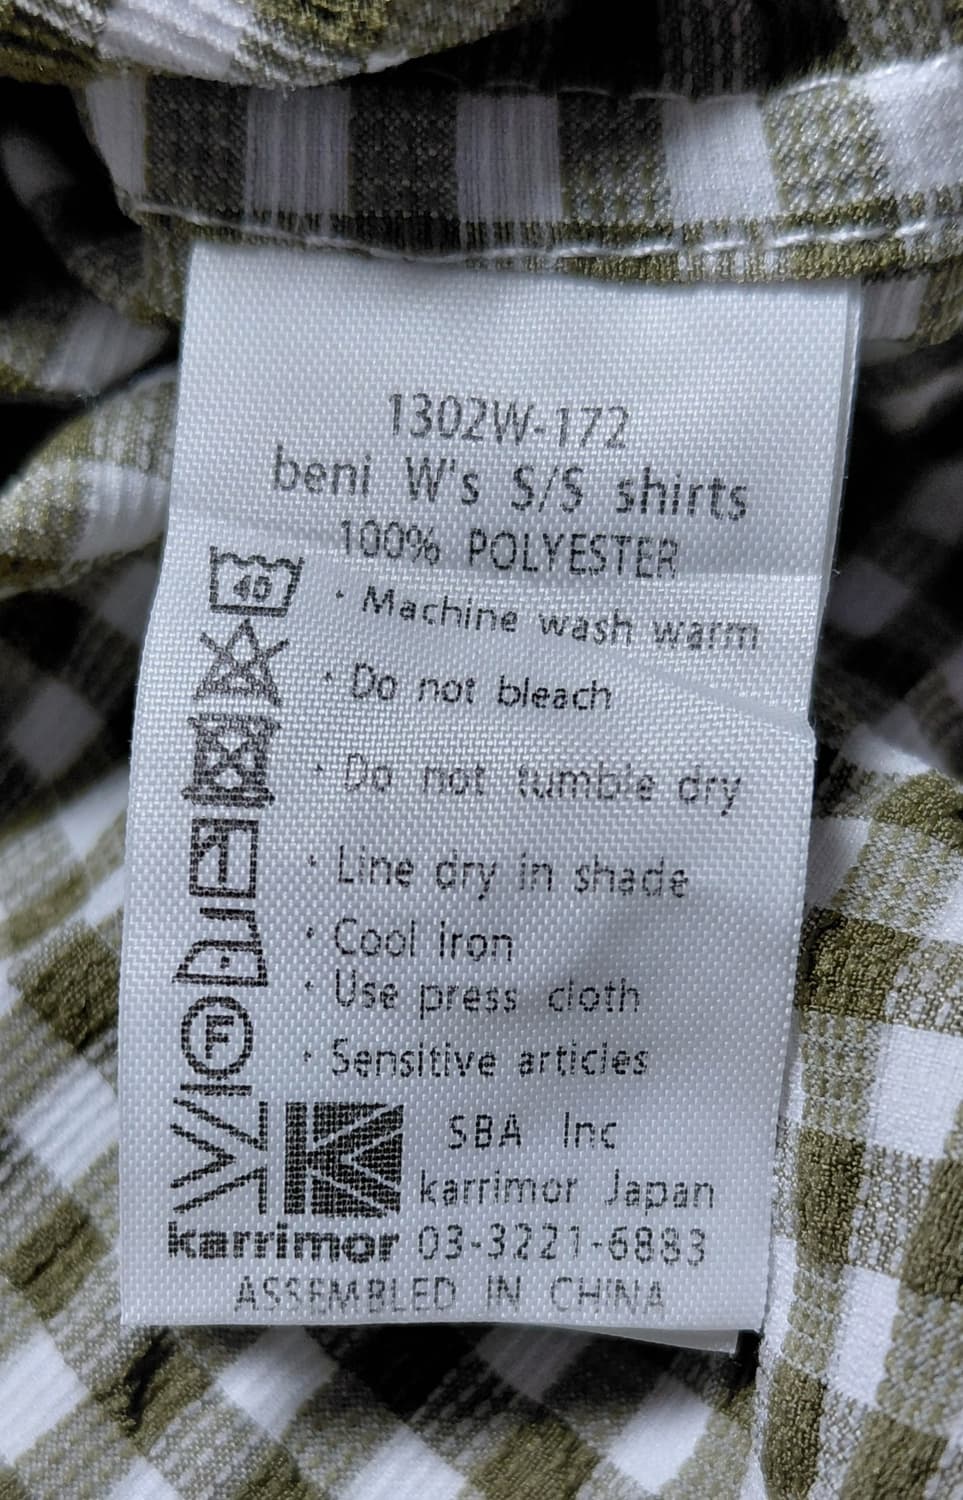 1302W-172
beni W's S/S shirts
100% POLYESTER
40
・Machine wash warm
・Do not bleach
・Do not tumble dry
・Line dry in shade
・Cool iron
・Use press cloth
F
・Sensitive articies
SBA Inc
karrimor Japan
karrimor 03-3221-6883
ASSEMBLED IN CHINA